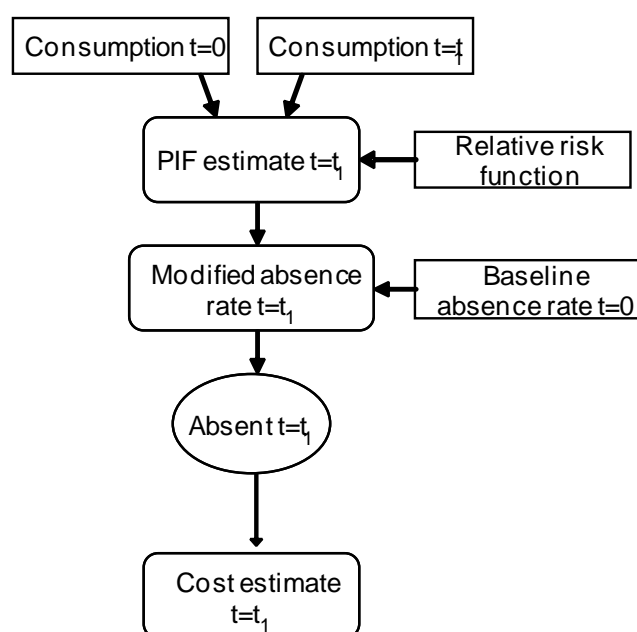 Consumption t=0
Consumption t=t1
PIF estimate t=t1
Relative risk
function
Modified absence
rate t=t1
Baseline
absence rate t=0
Absent t=t1
Cost estimate
t=t1